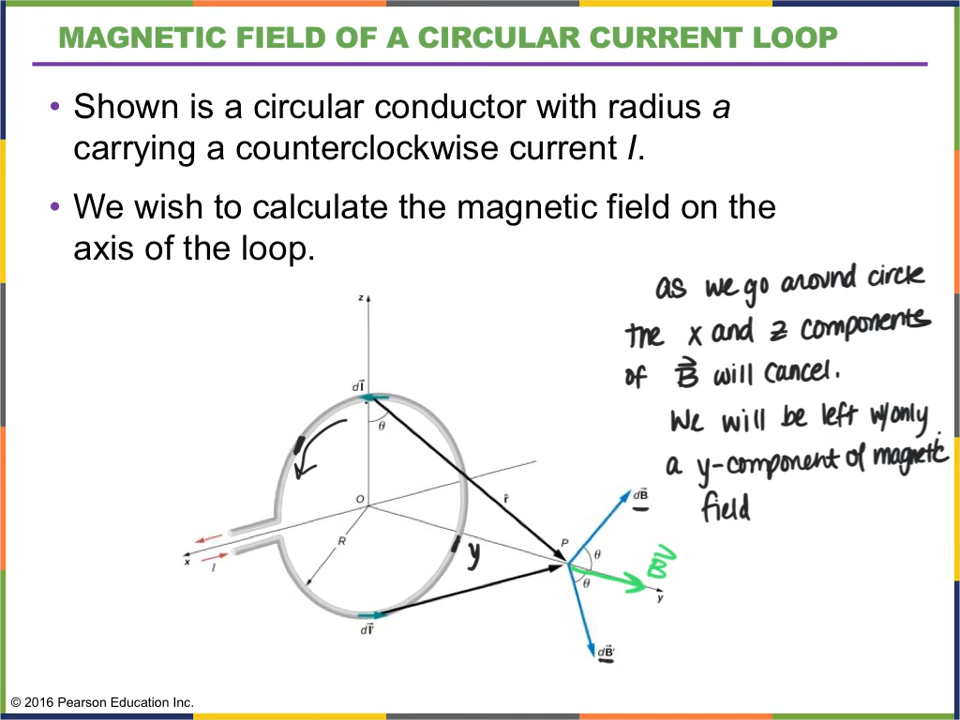 MAGNETIC FIELD OF A CIRCULAR CURRENT LOOP
• Shown is a circular conductor with radius a
carrying a counterclockwise current I.
• We wish to calculate the magnetic field on the
axis of the loop.
as we go around circle
the x and z components
of B⃗ will cancel.
We will be left w/only
a y-component of magnetic
field
z
dl⃗
θ
O
r̂
R
x
I
y
P
dB⃗
θ
θ
y
dl⃗'
dB⃗'
© 2016 Pearson Education Inc.